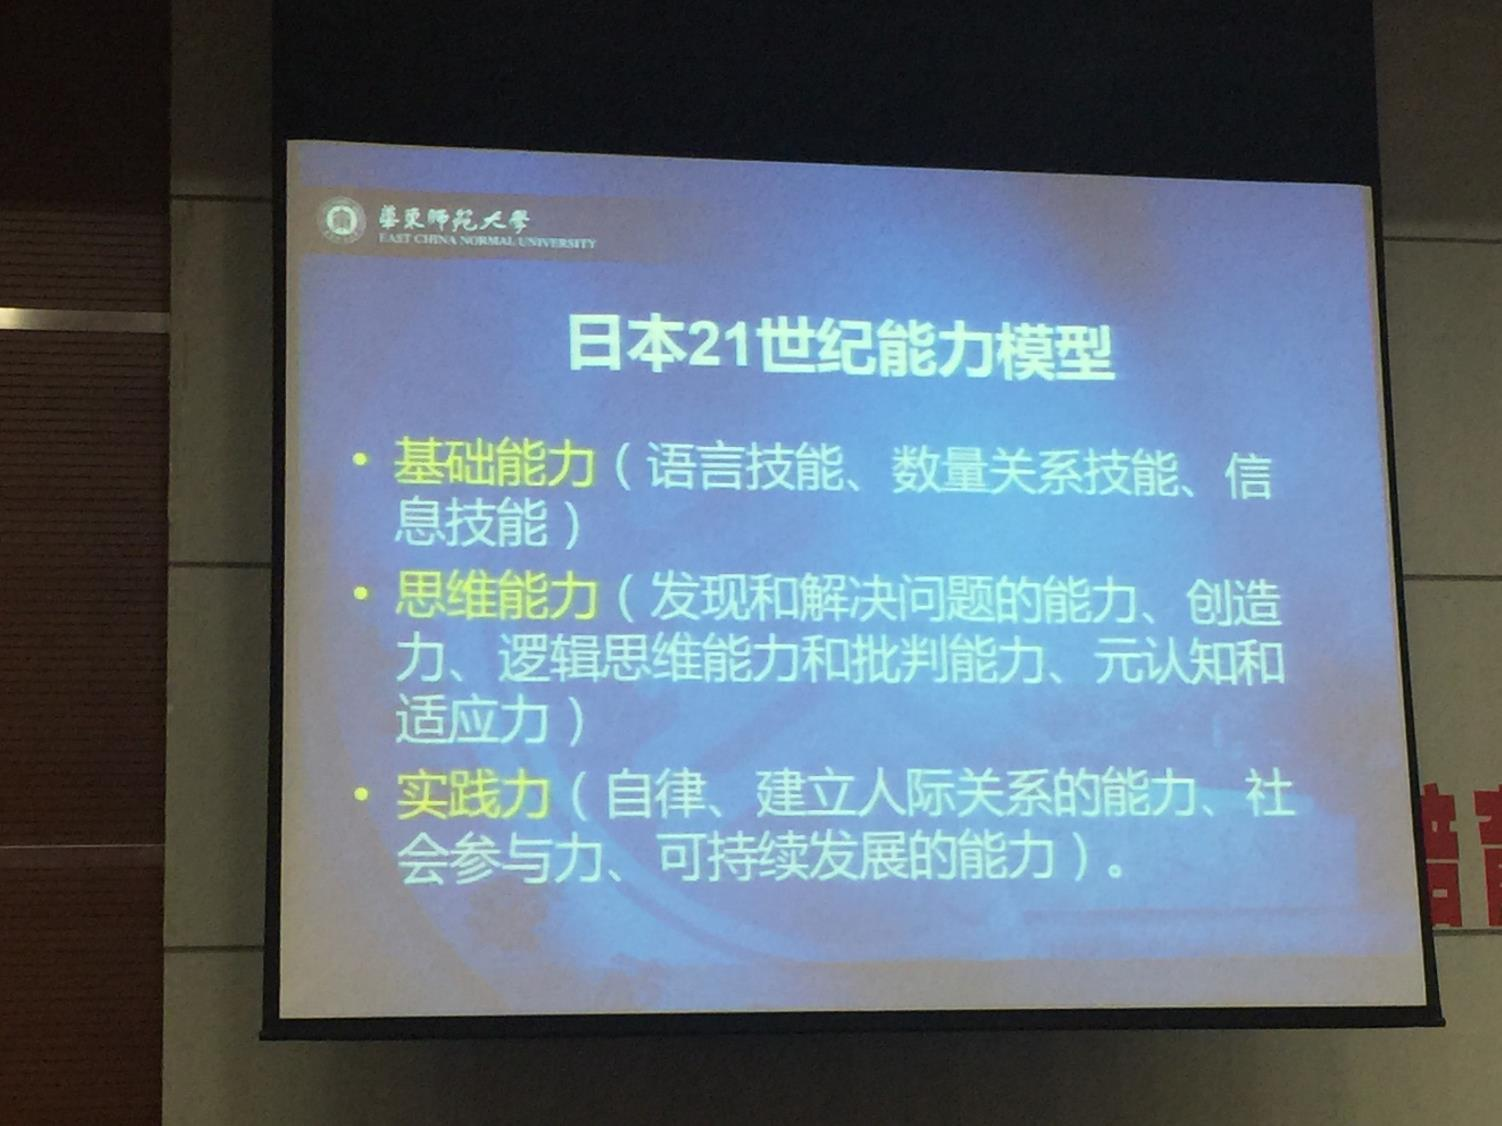 華東師範大學
EAST CHINA NORMAL UNIVERSITY
日本21世纪能力模型
• 基础能力（语言技能、数量关系技能、信
息技能）
• 思维能力（发现和解决问题的能力、创造
力、逻辑思维能力和批判能力、元认知和
适应力）
• 实践力（自律、建立人际关系的能力、社
会参与力、可持续发展的能力）。